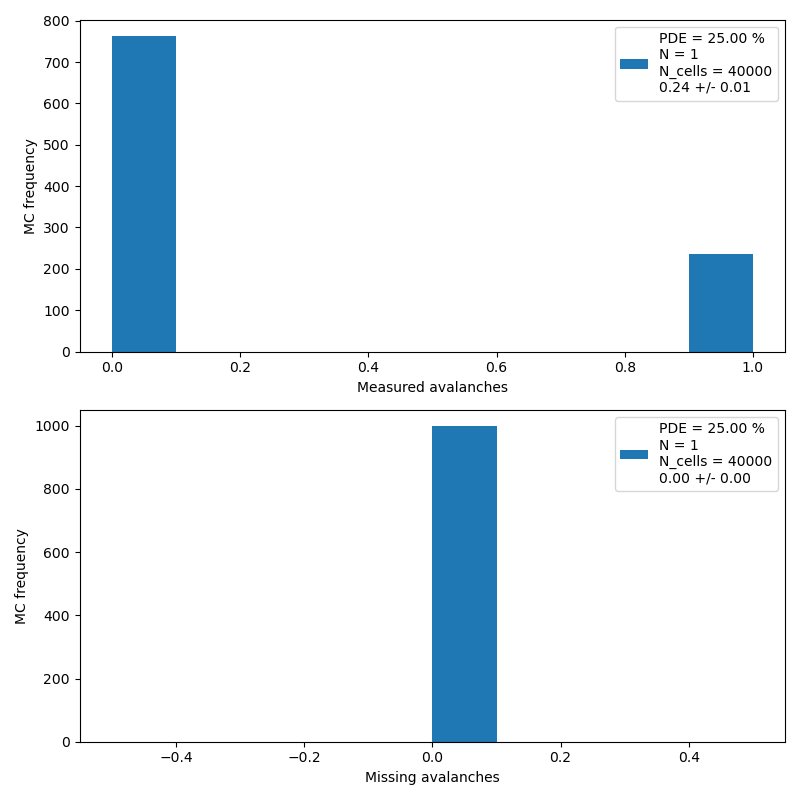 800
700
600
500
400
300
200
100
0
MC frequency
PDE = 25.00 %
N = 1
N_cells = 40000
0.24 +/- 0.01
0.0 0.2 0.4 0.6 0.8 1.0
Measured avalanches
1000
800
600
400
200
0
MC frequency
PDE = 25.00 %
N = 1
N_cells = 40000
0.00 +/- 0.00
−0.4 −0.2 0.0 0.2 0.4
Missing avalanches